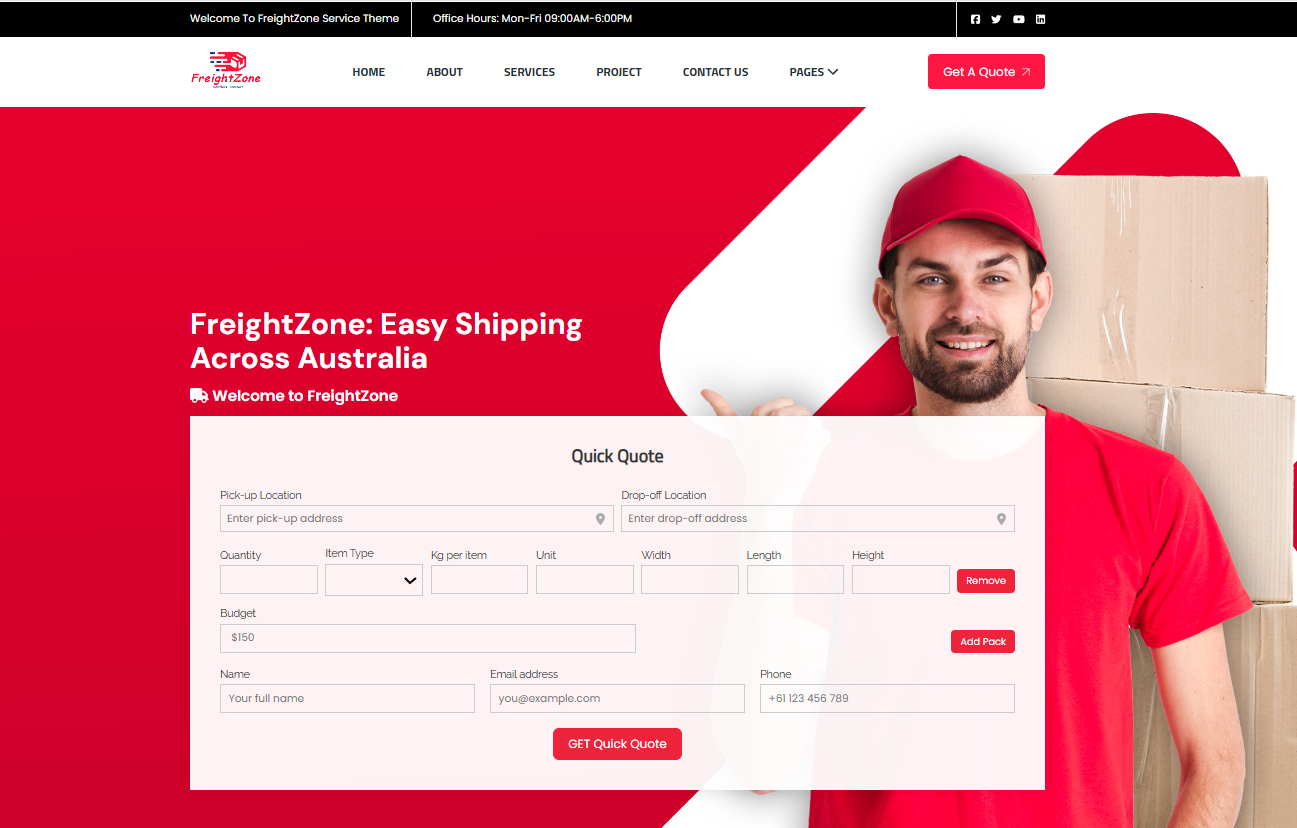 Welcome To FreightZone Service Theme
Office Hours: Mon-Fri 09:00AM-6:00PM
FreightZone
HOME
ABOUT
SERVICES
PROJECT
CONTACT US
PAGES
Get A Quote
FreightZone: Easy Shipping
Across Australia
Welcome to FreightZone
Quick Quote
Pick-up Location
Drop-off Location
Enter pick-up address
Enter drop-off address
Quantity
Item Type
Kg per item
Unit
Width
Length
Height
Remove
Budget
$150
Add Pack
Name
Email address
Phone
Your full name
you@example.com
+61 123 456 789
GET Quick Quote